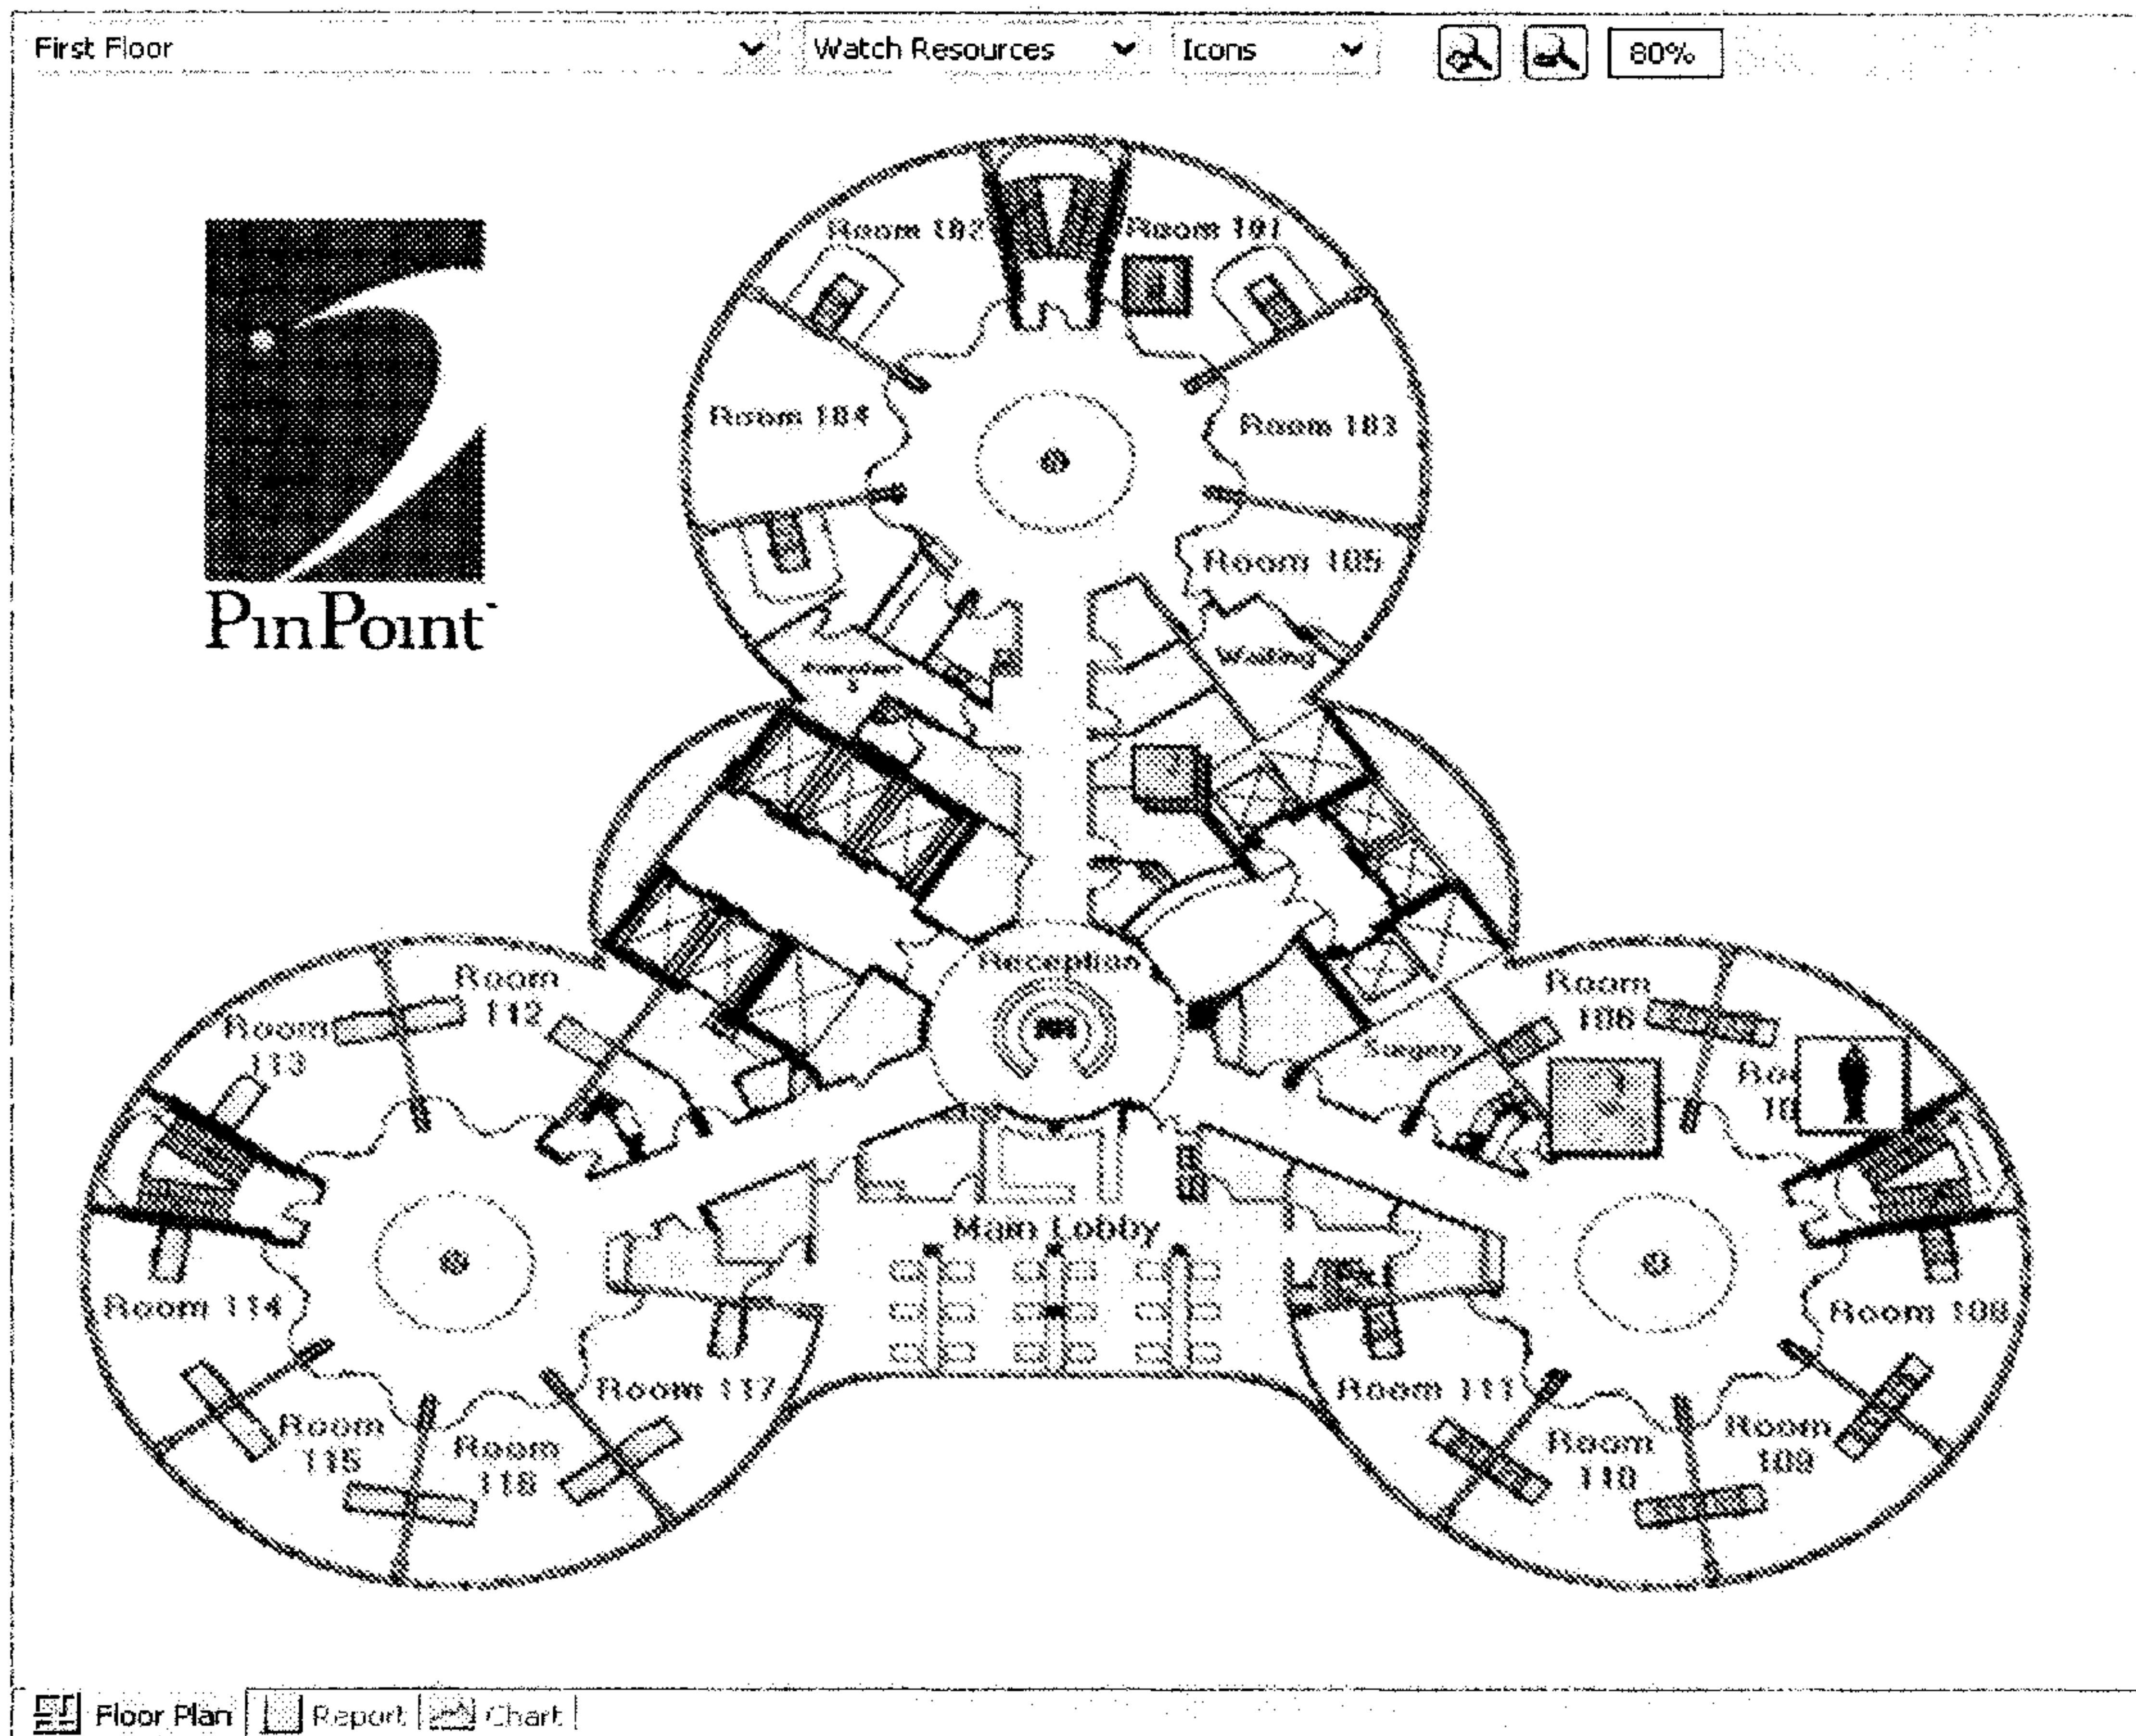 First Floor
Watch Resources
Icons
80%
Room 102
Room 101
Room 104
Room 103
PinPoint
Room 105
Waiting
Reception
Room
112
Room
113
Room
106
Surgery
Main Lobby
Room 114
Room 108
Room 117
Room 111
Room
115
Room
116
Room
110
Room
109
Floor Plan
Report
Chart